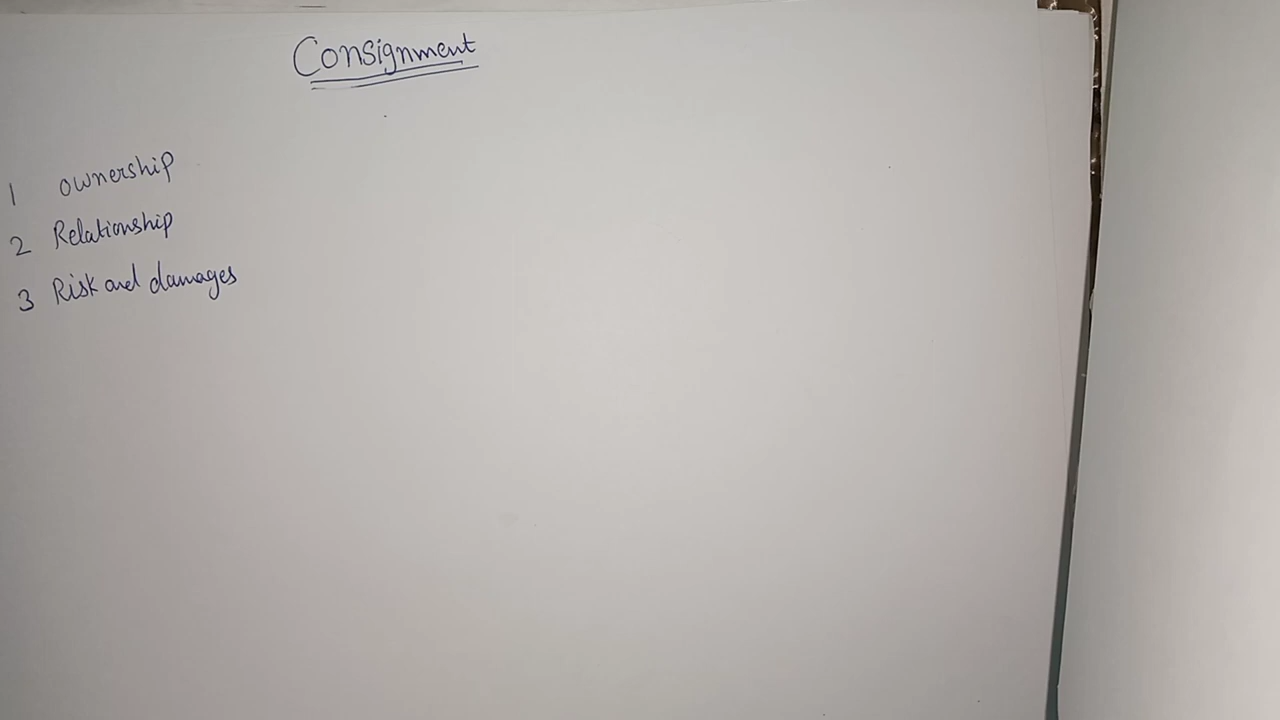 Consignment
1 ownership
2 Relationship
3 Risk and damages